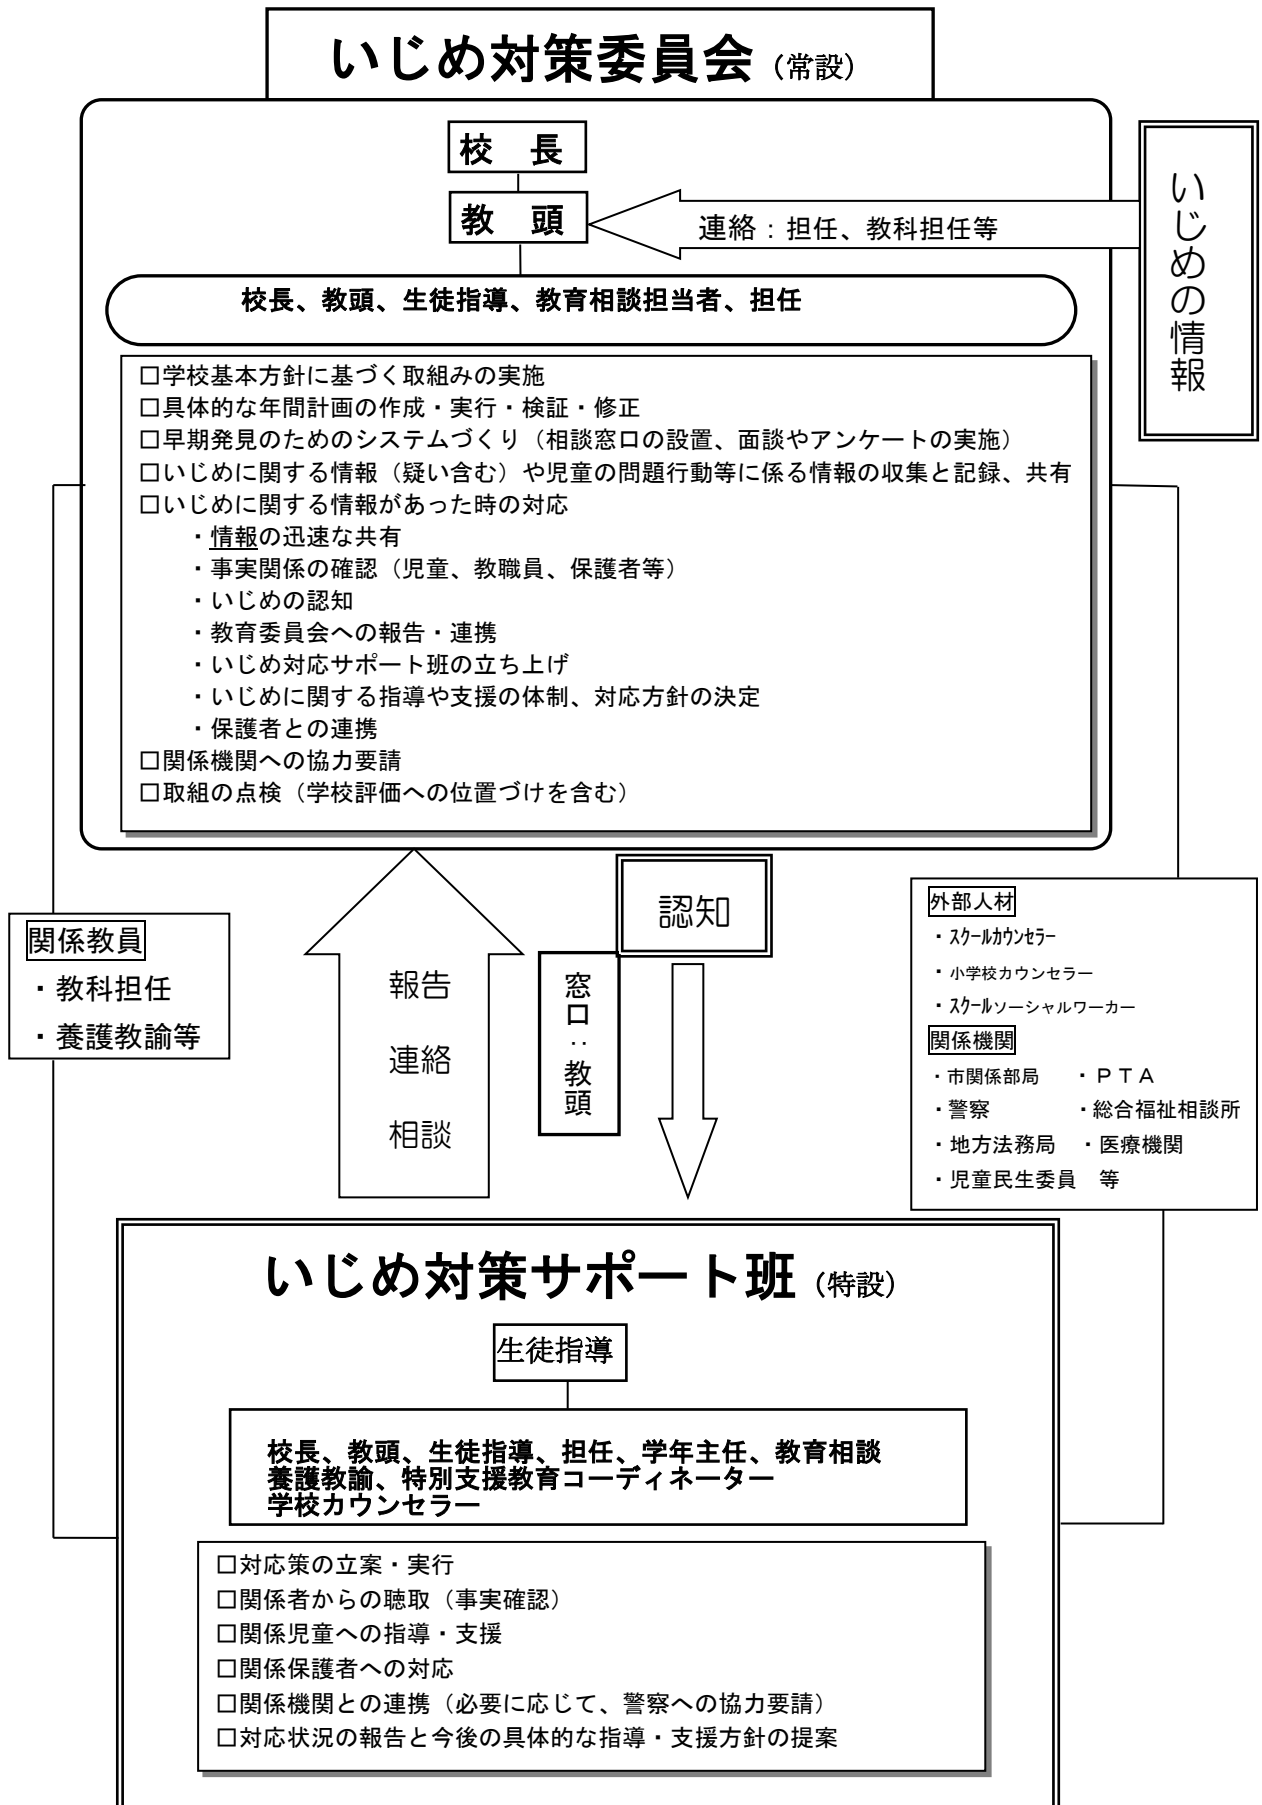 いじめ対策委員会（常設）
校　長
教　頭
連絡：担任、教科担任等
いじめの情報
校長、教頭、生徒指導、教育相談担当者、担任
□学校基本方針に基づく取組みの実施
□具体的な年間計画の作成・実行・検証・修正
□早期発見のためのシステムづくり（相談窓口の設置、面談やアンケートの実施）
□いじめに関する情報（疑い含む）や児童の問題行動等に係る情報の収集と記録、共有
□いじめに関する情報があった時の対応
・情報の迅速な共有
・事実関係の確認（児童、教職員、保護者等）
・いじめの認知
・教育委員会への報告・連携
・いじめ対応サポート班の立ち上げ
・いじめに関する指導や支援の体制、対応方針の決定
・保護者との連携
□関係機関への協力要請
□取組の点検（学校評価への位置づけを含む）
関係教員
・教科担任
・養護教諭等
報告
連絡
相談
窓口：教頭
認知
外部人材
・ｽｸｰﾙｶｳﾝｾﾗｰ
・小学校カウンセラー
・ｽｸｰﾙソーシャルワーカー
関係機関
・市関係部局　・ＰＴＡ
・警察　・総合福祉相談所
・地方法務局　・医療機関
・児童民生委員　等
いじめ対策サポート班（特設）
生徒指導
校長、教頭、生徒指導、担任、学年主任、教育相談
養護教諭、特別支援教育コーディネーター
学校カウンセラー
□対応策の立案・実行
□関係者からの聴取（事実確認）
□関係児童への指導・支援
□関係保護者への対応
□関係機関との連携（必要に応じて、警察への協力要請）
□対応状況の報告と今後の具体的な指導・支援方針の提案